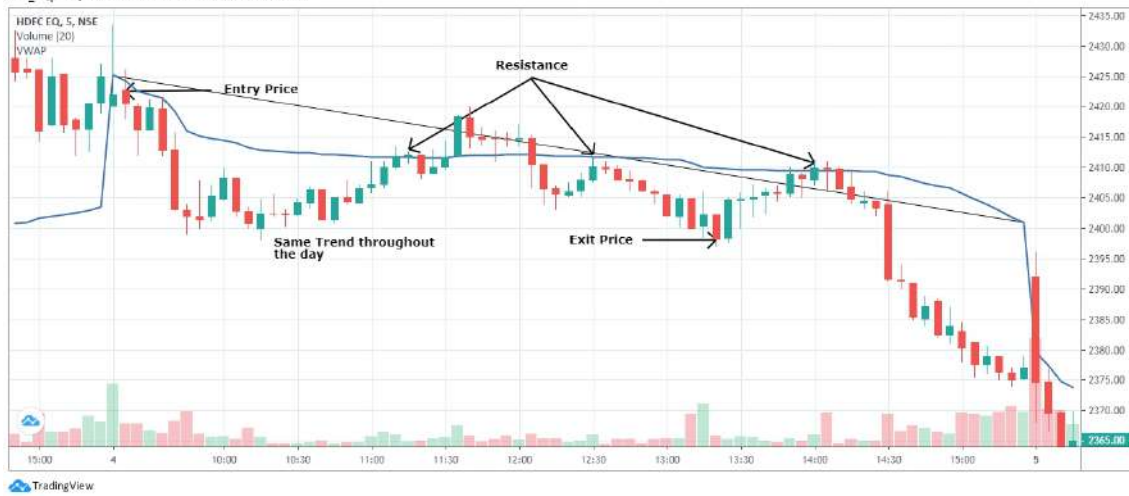 HDFC EQ, 5, NSE
Volume (20)
VWAP
Entry Price
Resistance
Same Trend throughout
the day
Exit Price
2435.00
2430.00
2425.00
2420.00
2415.00
2410.00
2405.00
2400.00
2395.00
2390.00
2385.00
2380.00
2375.00
2370.00
2365.00
15:00 4 10:00 10:30 11:00 11:30 12:00 12:30 13:00 13:30 14:00 14:30 15:00 5
TradingView